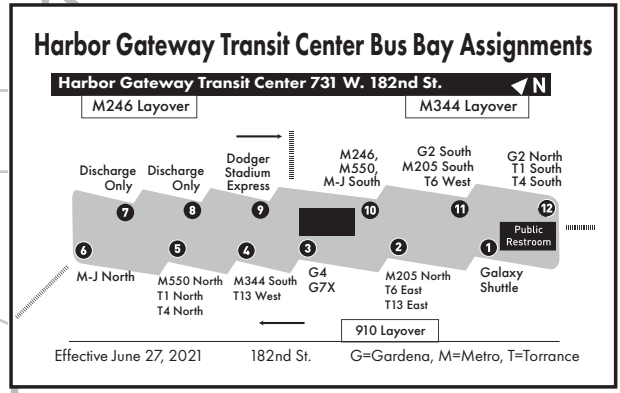 Harbor Gateway Transit Center Bus Bay Assignments
Harbor Gateway Transit Center 731 W. 182nd St.
N
M246 Layover
M344 Layover
Discharge
Only
Discharge
Only
Dodger
Stadium
Express
M246,
M550,
M-J South
G2 South
M205 South
T6 West
G2 North
T1 South
T4 South
7
8
9
10
11
12
Public
Restroom
6
5
4
3
2
1
M-J North
M550 North
T1 North
T4 North
M344 South
T13 West
G4
G7X
M205 North
T6 East
T13 East
Galaxy
Shuttle
910 Layover
Effective June 27, 2021
182nd St.
G=Gardena, M=Metro, T=Torrance